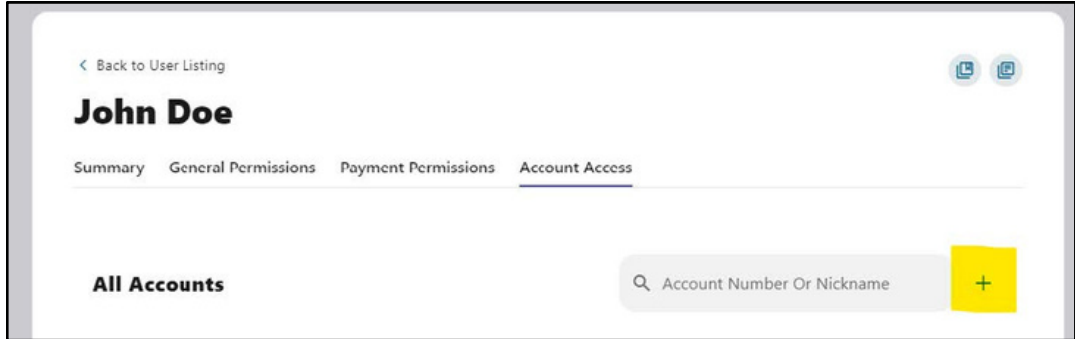 Back to User Listing
John Doe
Summary General Permissions Payment Permissions Account Access
All Accounts Account Number Or Nickname +